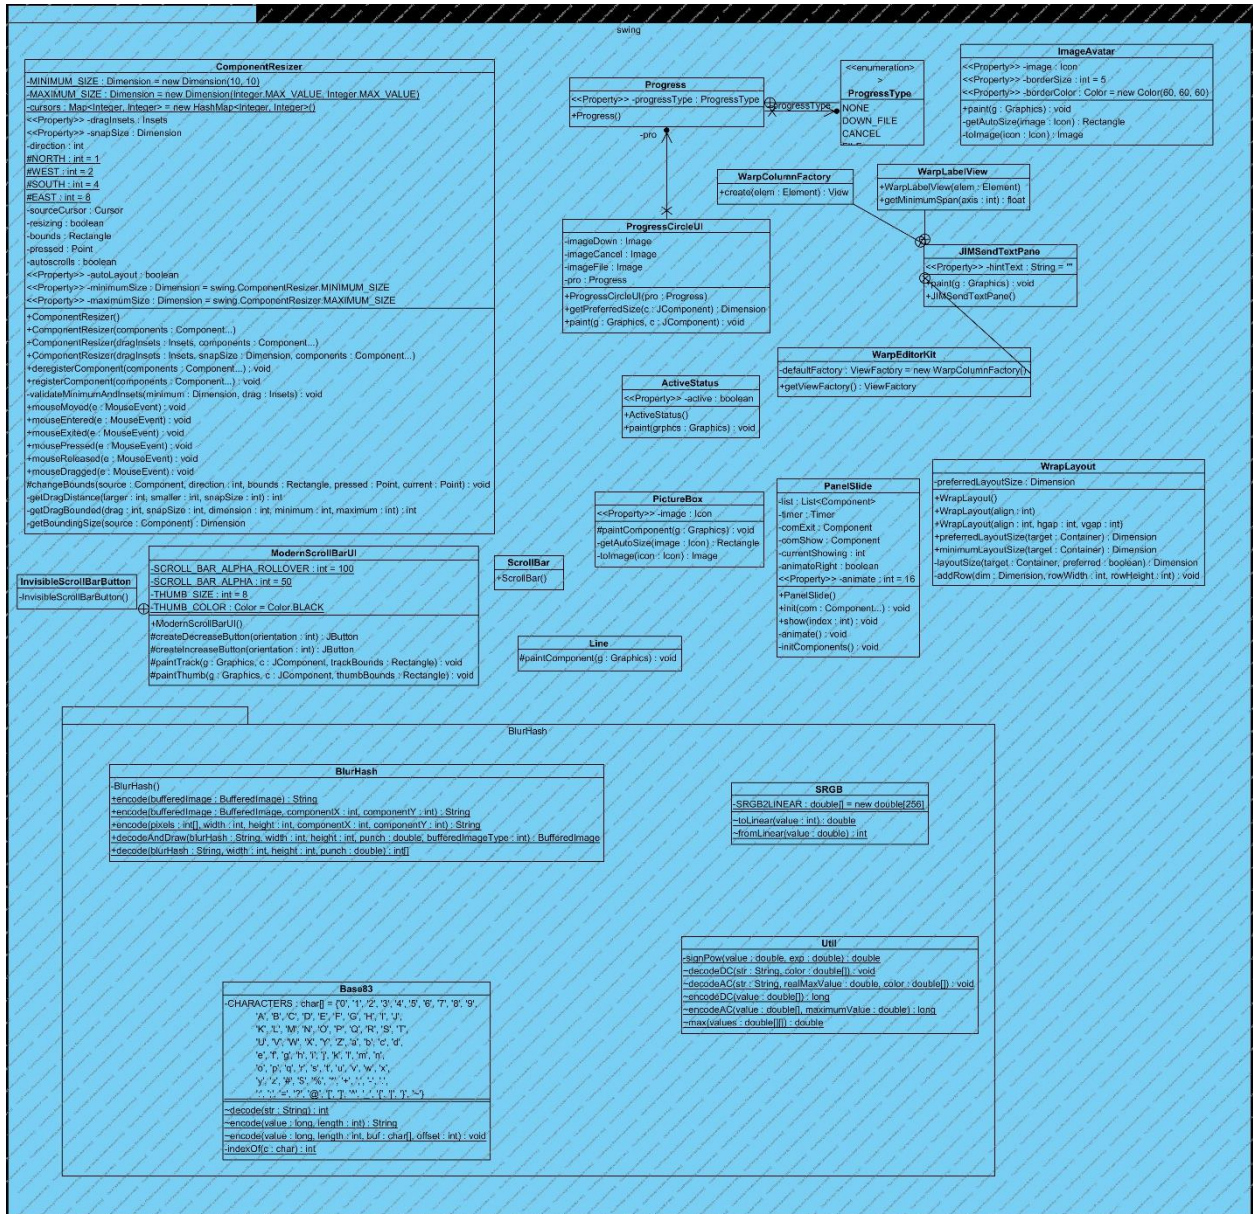 swing
ComponentResizer
-MINIMUM_SIZE : Dimension = new Dimension(10, 10)
-MAXIMUM_SIZE : Dimension = new Dimension(Integer.MAX_VALUE, Integer.MAX_VALUE)
-cursors : Map<Integer, Integer> = new HashMap<Integer, Integer>()
<<Property>> -dragInsets : Insets
<<Property>> -snapSize : Dimension
-direction : int
#NORTH : int = 1
#WEST : int = 2
#SOUTH : int = 4
#EAST : int = 8
-sourceCursor : Cursor
-resizing : boolean
-bounds : Rectangle
-pressed : Point
-autoscrolls : boolean
<<Property>> -autoLayout : boolean
<<Property>> -minimumSize : Dimension = swing.ComponentResizer.MINIMUM_SIZE
<<Property>> -maximumSize : Dimension = swing.ComponentResizer.MAXIMUM_SIZE
+ComponentResizer()
+ComponentResizer(components : Component...)
+ComponentResizer(dragInsets : Insets, components : Component...)
+ComponentResizer(dragInsets : Insets, snapSize : Dimension, components : Component...)
+deregisterComponent(components : Component...) : void
+registerComponent(components : Component...) : void
-validateMinimumAndInsets(minimum : Dimension, drag : Insets) : void
+mouseMoved(e : MouseEvent) : void
+mouseEntered(e : MouseEvent) : void
+mouseExited(e : MouseEvent) : void
+mousePressed(e : MouseEvent) : void
+mouseReleased(e : MouseEvent) : void
+mouseDragged(e : MouseEvent) : void
#changeBounds(source : Component, direction : int, bounds : Rectangle, pressed : Point, current : Point) : void
-getDragDistance(larger : int, smaller : int, snapSize : int) : int
-getDragBounded(drag : int, snapSize : int, dimension : int, minimum : int, maximum : int) : int
-getBoundingSize(source : Component) : Dimension
Progress
<<Property>> -progressType : ProgressType
+Progress()
-progressType
-pro
<<enumeration>
>
ProgressType
NONE
DOWN_FILE
CANCEL
FILE
ImageAvatar
<<Property>> -image : Icon
<<Property>> -borderSize : int = 5
<<Property>> -borderColor : Color = new Color(60, 60, 60)
+paint(g : Graphics) : void
-getAutoSize(image : Icon) : Rectangle
-toImage(icon : Icon) : Image
WarpColumnFactory
+create(elem : Element) : View
WarpLabelView
+WarpLabelView(elem : Element)
+getMinimumSpan(axis : int) : float
ProgressCircleUI
-imageDown : Image
-imageCancel : Image
-imageFile : Image
-pro : Progress
+ProgressCircleUI(pro : Progress)
+getPreferredSize(c : JComponent) : Dimension
+paint(g : Graphics, c : JComponent) : void
JIMSendTextPane
<<Property>> -hintText : String = ""
+paint(g : Graphics) : void
+JIMSendTextPane()
WarpEditorKit
-defaultFactory : ViewFactory = new WarpColumnFactory()
+getViewFactory() : ViewFactory
ActiveStatus
<<Property>> -active : boolean
+ActiveStatus()
+paint(grphcs : Graphics) : void
PictureBox
<<Property>> -image : Icon
#paintComponent(g : Graphics) : void
-getAutoSize(image : Icon) : Rectangle
-toImage(icon : Icon) : Image
PanelSlide
-list : List<Component>
-timer : Timer
-comExit : Component
-comShow : Component
-currentShowing : int
-animateRight : boolean
<<Property>> -animate : int = 16
+PanelSlide()
+init(com : Component...) : void
+show(index : int) : void
-animate() : void
-initComponents() : void
WrapLayout
-preferredLayoutSize : Dimension
+WrapLayout()
+WrapLayout(align : int)
+WrapLayout(align : int, hgap : int, vgap : int)
+preferredLayoutSize(target : Container) : Dimension
+minimumLayoutSize(target : Container) : Dimension
-layoutSize(target : Container, preferred : boolean) : Dimension
-addRow(dim : Dimension, rowWidth : int, rowHeight : int) : void
InvisibleScrollBarButton
-InvisibleScrollBarButton()
ModernScrollBarUI
-SCROLL_BAR_ALPHA_ROLLOVER : int = 100
-SCROLL_BAR_ALPHA : int = 50
-THUMB_SIZE : int = 8
-THUMB_COLOR : Color = Color.BLACK
+ModernScrollBarUI()
#createDecreaseButton(orientation : int) : JButton
#createIncreaseButton(orientation : int) : JButton
#paintTrack(g : Graphics, c : JComponent, trackBounds : Rectangle) : void
#paintThumb(g : Graphics, c : JComponent, thumbBounds : Rectangle) : void
ScrollBar
+ScrollBar()
Line
#paintComponent(g : Graphics) : void
BlurHash
BlurHash
-BlurHash()
+encode(bufferedImage : BufferedImage) : String
+encode(bufferedImage : BufferedImage, componentX : int, componentY : int) : String
+encode(pixels : int[], width : int, height : int, componentX : int, componentY : int) : String
+decodeAndDraw(blurHash : String, width : int, height : int, punch : double, bufferedImageType : int) : BufferedImage
+decode(blurHash : String, width : int, height : int, punch : double) : int[]
SRGB
-SRGB2LINEAR : double[] = new double[256]
~toLinear(value : int) : double
~fromLinear(value : double) : int
Util
-signPow(value : double, exp : double) : double
~decodeDC(str : String, color : double[]) : void
~decodeAC(str : String, realMaxValue : double, color : double[]) : void
~encodeDC(value : double[]) : long
~encodeAC(value : double[], maximumValue : double) : long
~max(values : double[][]) : double
Base83
-CHARACTERS : char[] = {'0', '1', '2', '3', '4', '5', '6', '7', '8', '9',
'A', 'B', 'C', 'D', 'E', 'F', 'G', 'H', 'I', 'J',
'K', 'L', 'M', 'N', 'O', 'P', 'Q', 'R', 'S', 'T',
'U', 'V', 'W', 'X', 'Y', 'Z', 'a', 'b', 'c', 'd',
'e', 'f', 'g', 'h', 'i', 'j', 'k', 'l', 'm', 'n',
'o', 'p', 'q', 'r', 's', 't', 'u', 'v', 'w', 'x',
'y', 'z', '#', '$', '%', '*', '+', ',', '-', '.',
':', ';', '=', '?', '@', '[', ']', '^', '_', '{', '|', '}', '~'}
~decode(str : String) : int
~encode(value : long, length : int) : String
~encode(value : long, length : int, buf : char[], offset : int) : void
-indexOf(c : char) : int